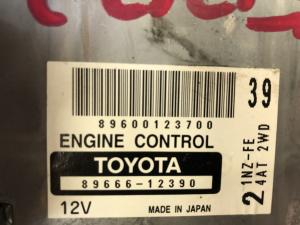 39
89600123700
ENGINE CONTROL
TOYOTA
89666-12390
12V MADE IN JAPAN
2 1NZ-FE
4AT 2WD